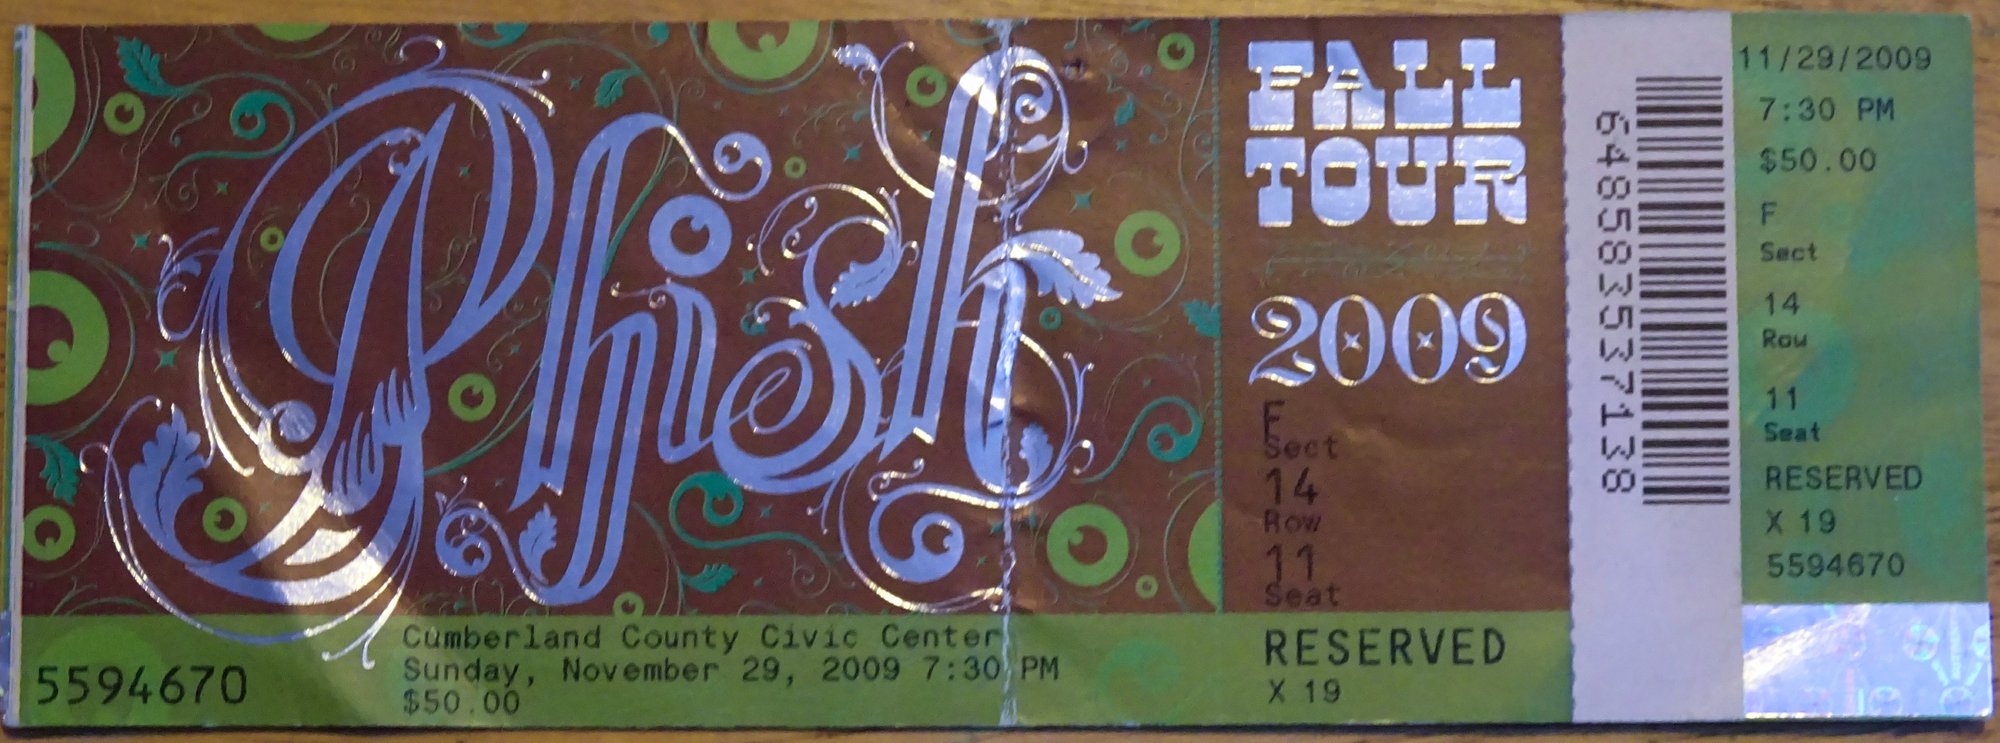 Phish
FALL
TOUR
2009
F
Sect
14
Row
11
Seat
RESERVED
X 19
5594670
Cumberland County Civic Center
Sunday, November 29, 2009 7:30 PM
$50.00
648583537138
11/29/2009
7:30 PM
$50.00
F
Sect
14
Row
11
Seat
RESERVED
X 19
5594670